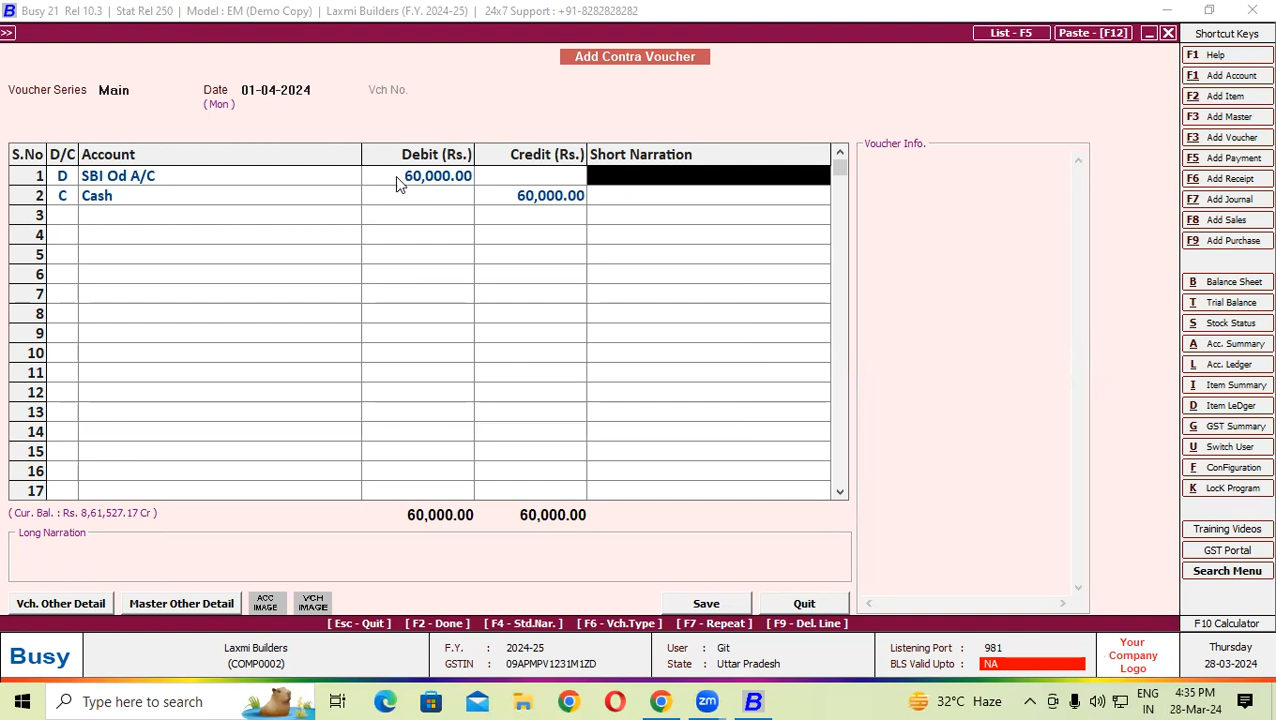 Busy 21 Rel 10.3 | Stat Rel 250 | Model : EM (Demo Copy) | Laxmi Builders (F.Y. 2024-25) | 24x7 Support : +91-8282828282
>> List - F5 Paste - [F12] Shortcut Keys
Add Contra Voucher
Voucher Series Main Date 01-04-2024 Vch No.
( Mon )
S.No D/C Account Debit (Rs.) Credit (Rs.) Short Narration
1 D SBI Od A/C 60,000.00
2 C Cash 60,000.00
3
4
5
6
7
8
9
10
11
12
13
14
15
16
17
( Cur. Bal. : Rs. 8,61,527.17 Cr ) 60,000.00 60,000.00
Long Narration
Voucher Info.
Vch. Other Detail Master Other Detail ACC IMAGE VCH IMAGE Save Quit
[ Esc - Quit ] [ F2 - Done ] [ F4 - Std.Nar. ] [ F6 - Vch.Type ] [ F7 - Repeat ] [ F9 - Del. Line ]
F1 Help
F1 Add Account
F2 Add Item
F3 Add Master
F3 Add Voucher
F5 Add Payment
F6 Add Receipt
F7 Add Journal
F8 Add Sales
F9 Add Purchase
B Balance Sheet
T Trial Balance
S Stock Status
A Acc. Summary
L Acc. Ledger
I Item Summary
D Item LeDger
G GST Summary
U Switch User
F ConFiguration
K LocK Program
Training Videos
GST Portal
Search Menu
F10 Calculator
Busy
Laxmi Builders
(COMP0002)
F.Y. : 2024-25
GSTIN : 09APMPV1231M1ZD
User : Git
State : Uttar Pradesh
Listening Port : 981
BLS Valid Upto : NA
Your
Company
Logo
Thursday
28-03-2024
Type here to search
32°C Haze
ENG
IN
4:35 PM
28-Mar-24